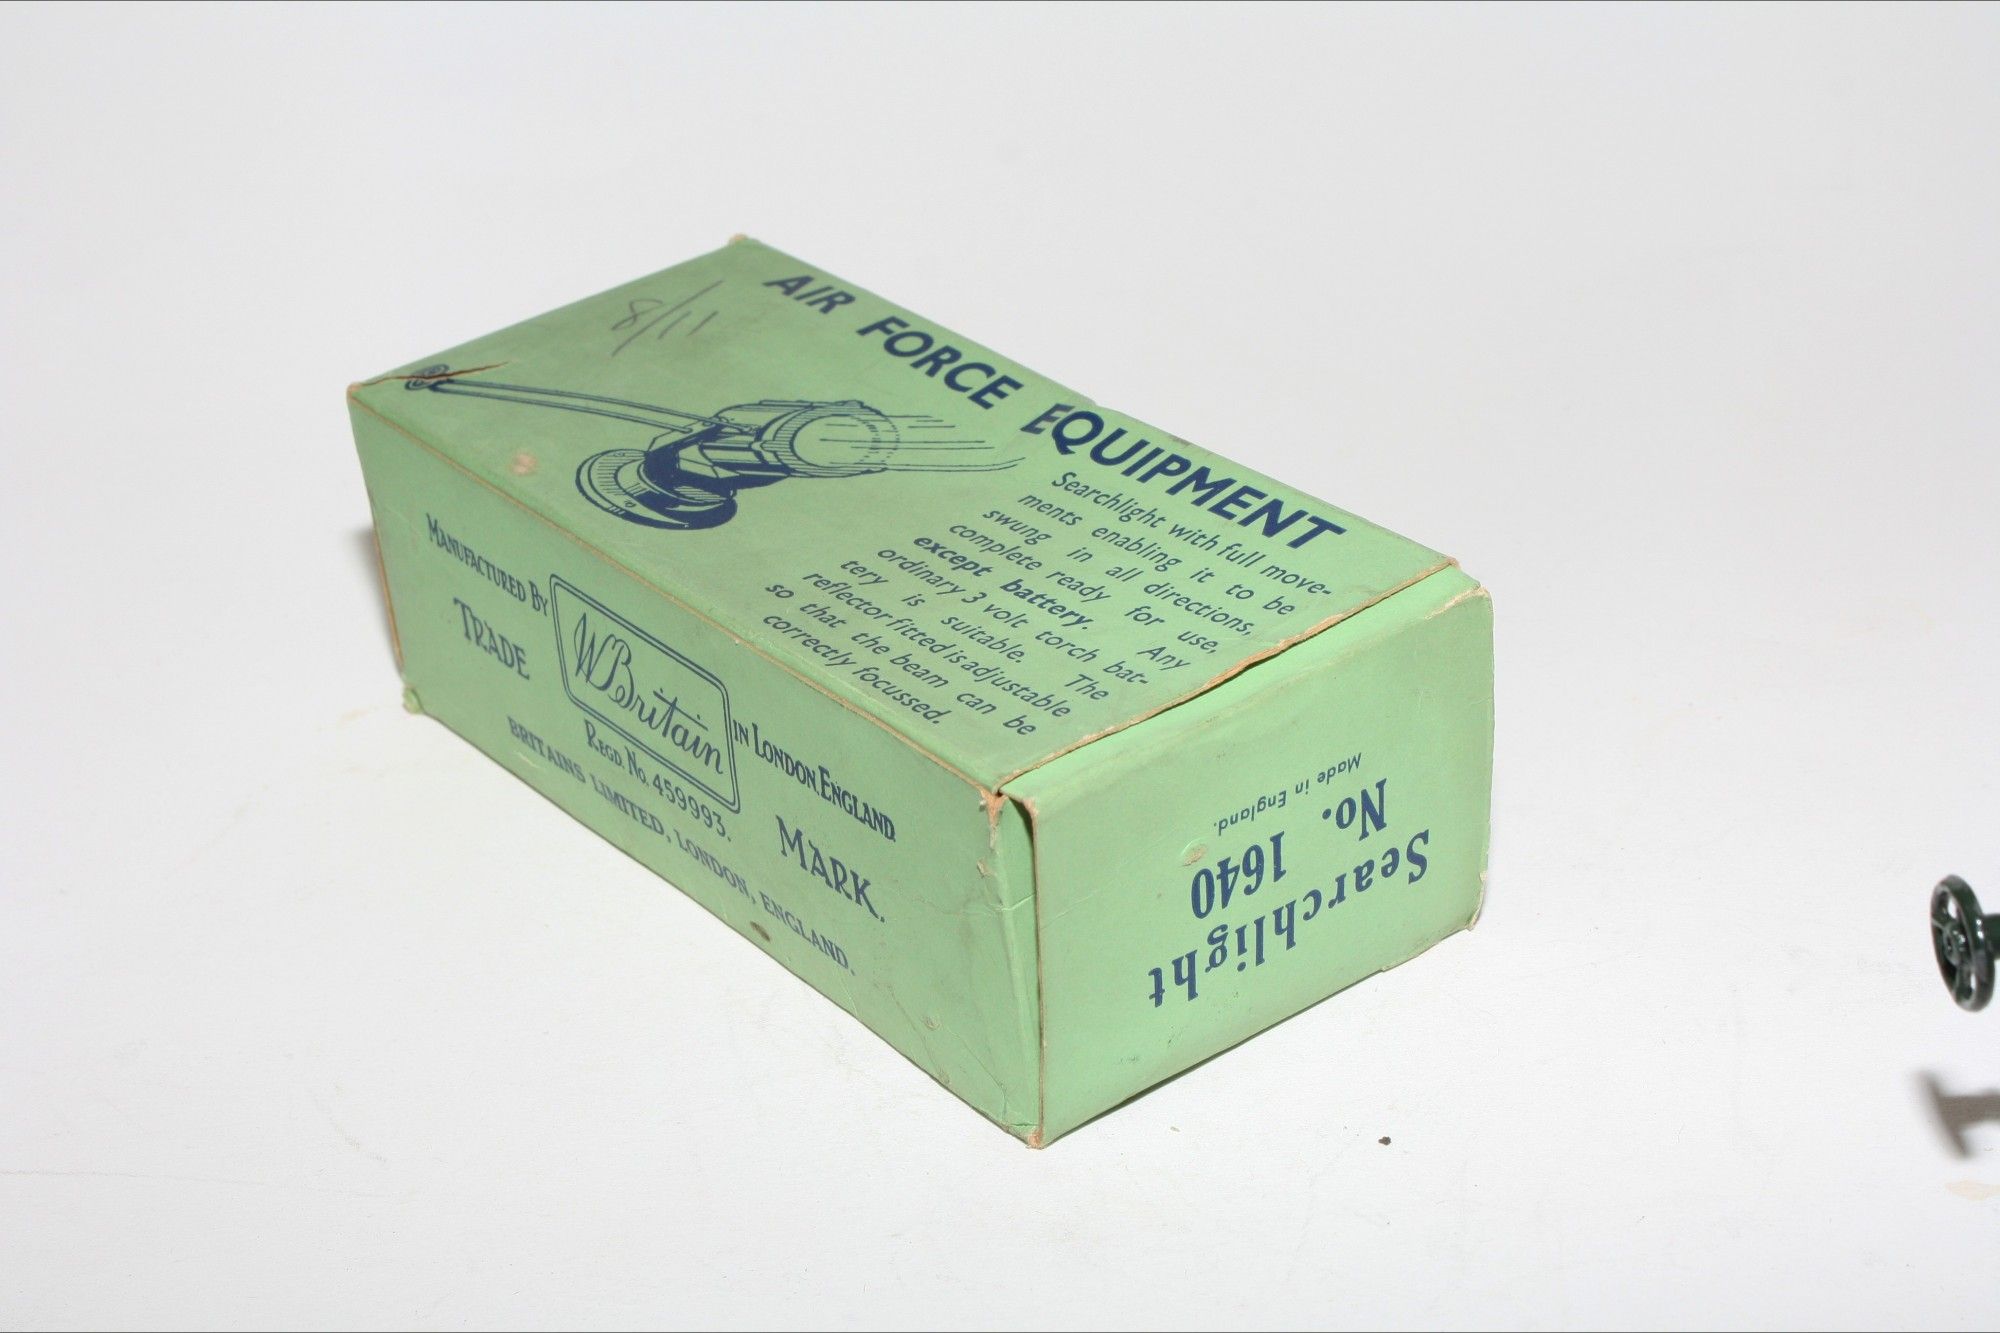 8/11
AIR FORCE EQUIPMENT
Searchlight with full move-
ments enabling it to be
swung in all directions,
complete ready for use,
except battery. Any
ordinary 3 volt torch bat-
tery is suitable. The
reflector fitted is adjustable
so that the beam can be
correctly focussed.
MANUFACTURED BY WBritain IN LONDON, ENGLAND.
TRADE MARK.
REGD. No. 459993.
BRITAINS LIMITED, LONDON, ENGLAND.
Searchlight
No. 1640
Made in England.